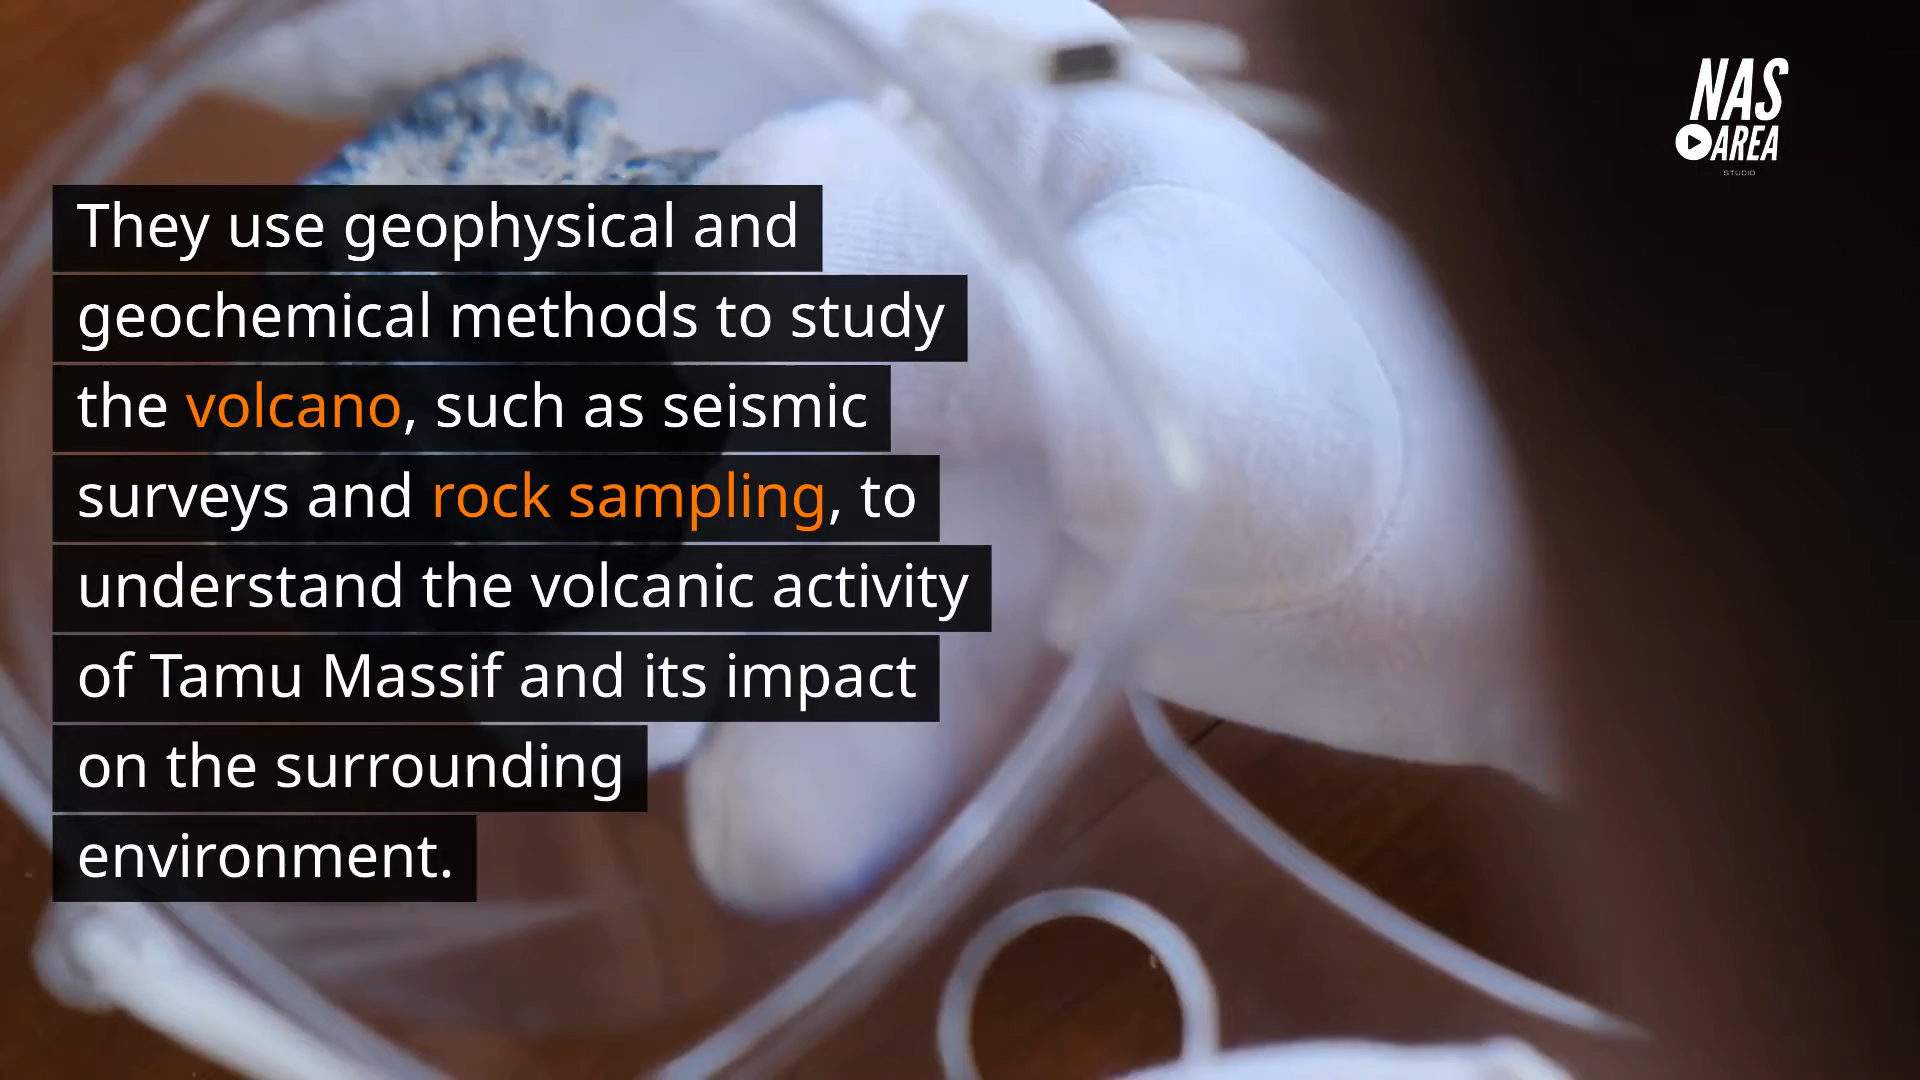 They use geophysical and
geochemical methods to study
the volcano, such as seismic
surveys and rock sampling, to
understand the volcanic activity
of Tamu Massif and its impact
on the surrounding
environment.
NAS
AREA
STUDIO